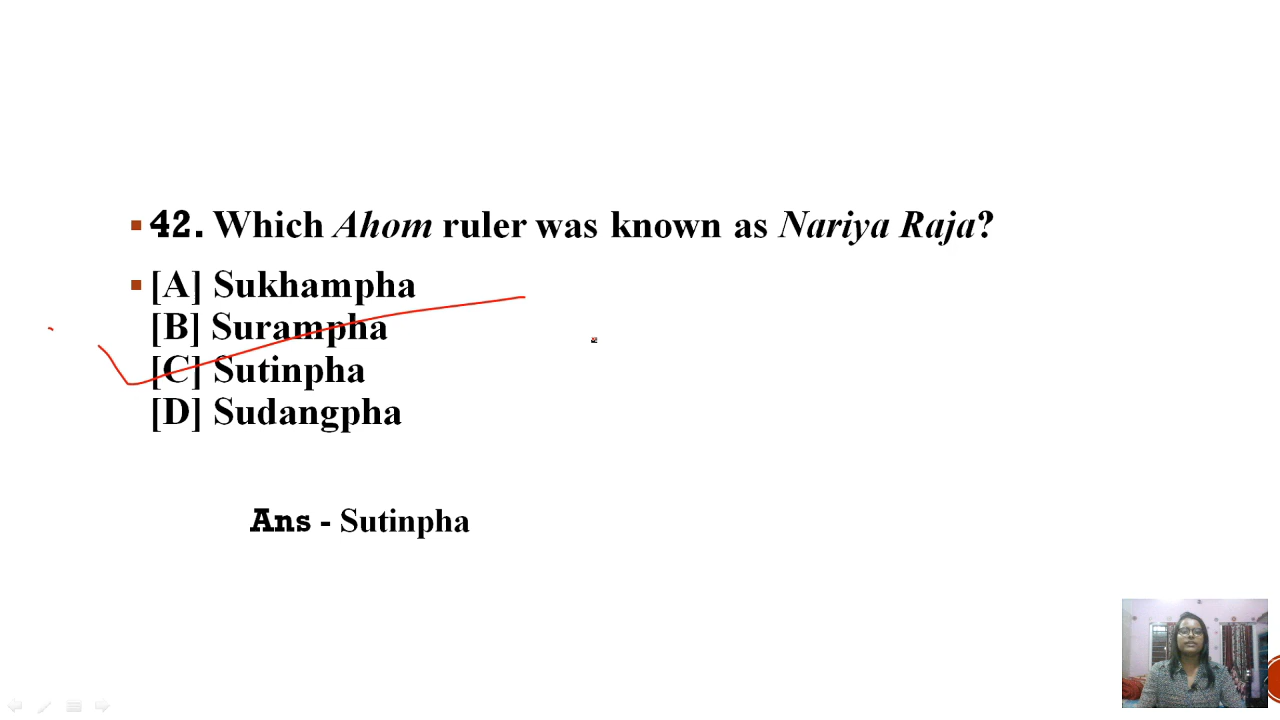 42. Which Ahom ruler was known as Nariya Raja?
[A] Sukhampha
[B] Surampha
[C] Sutinpha
[D] Sudangpha
Ans - Sutinpha